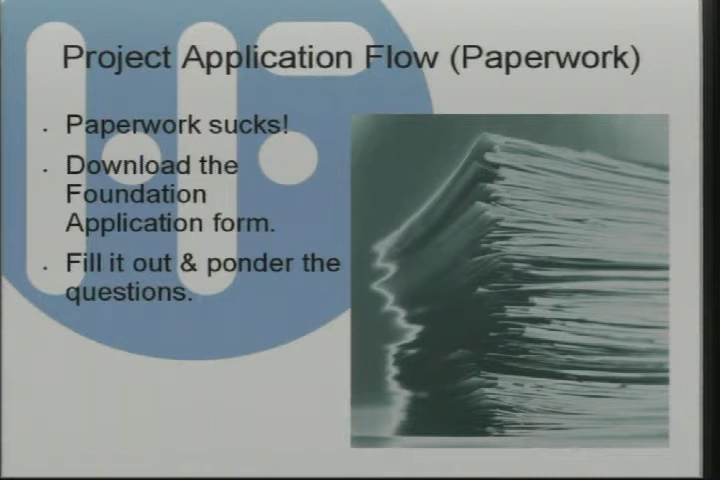 Project Application Flow (Paperwork)
Paperwork sucks!
Download the
Foundation
Application form.
Fill it out & ponder the
questions.